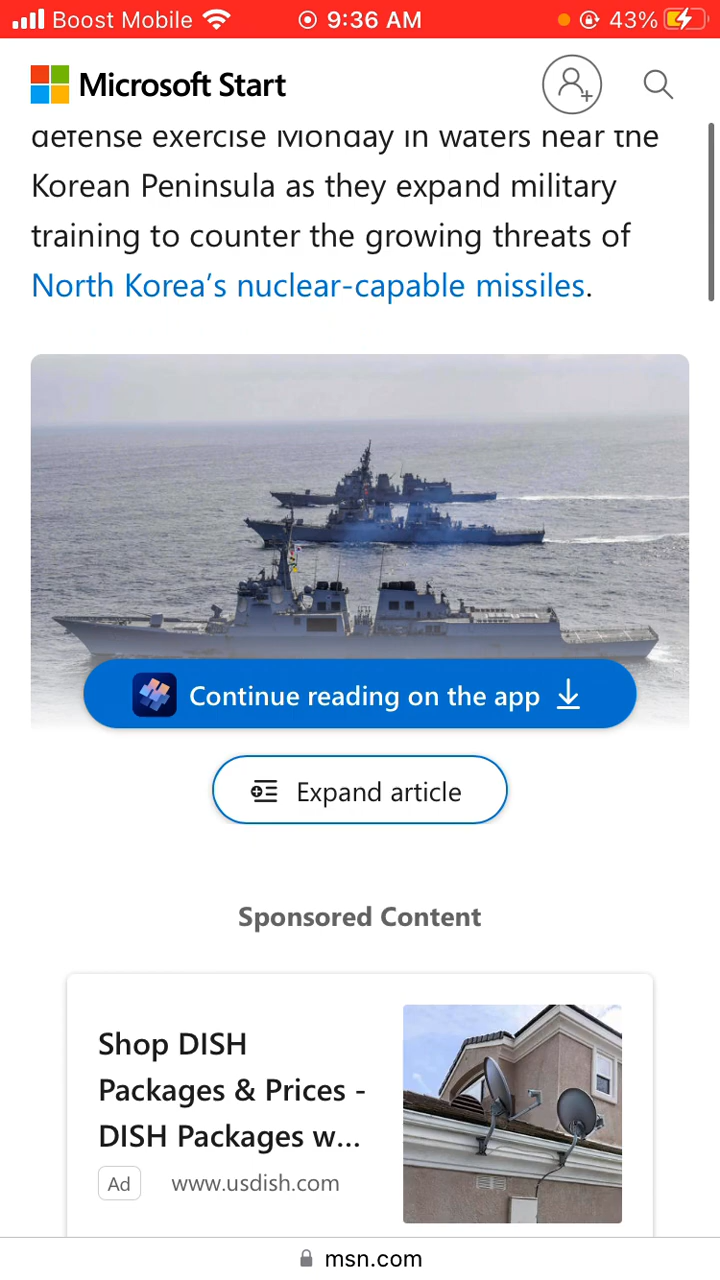 Boost Mobile 9:36 AM 43%
Microsoft Start
defense exercise Monday in waters near the
Korean Peninsula as they expand military
training to counter the growing threats of
North Korea’s nuclear-capable missiles.
Continue reading on the app
Expand article
Sponsored Content
Shop DISH
Packages & Prices -
DISH Packages w...
Ad www.usdish.com
msn.com